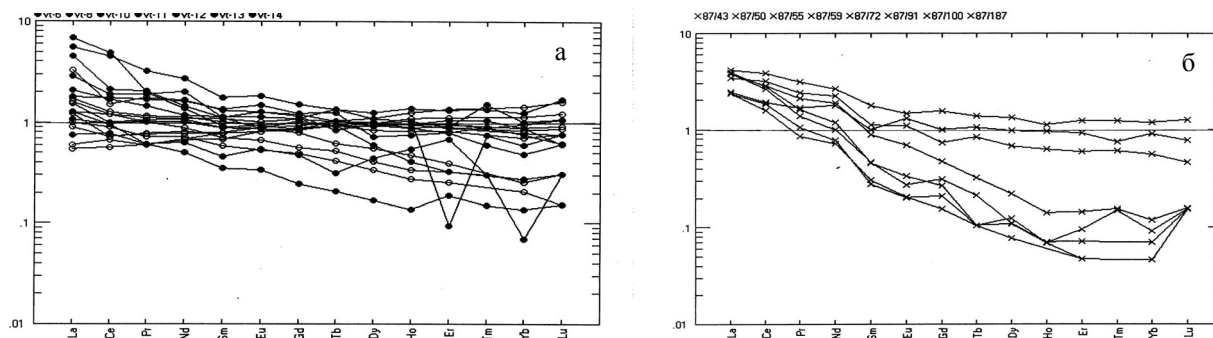 vt-6 vt-8 vt-10 vt-11 vt-12 vt-13 vt-14
а
10
1
.1
.01
La Ce Pr Nd Sm Eu Gd Tb Dy Ho Er Tm Yb Lu
×87/43 ×87/50 ×87/55 ×87/59 ×87/72 ×87/91 ×87/100 ×87/187
б
10
1
.1
.01
La Ce Pr Nd Sm Eu Gd Tb Dy Ho Er Tm Yb Lu